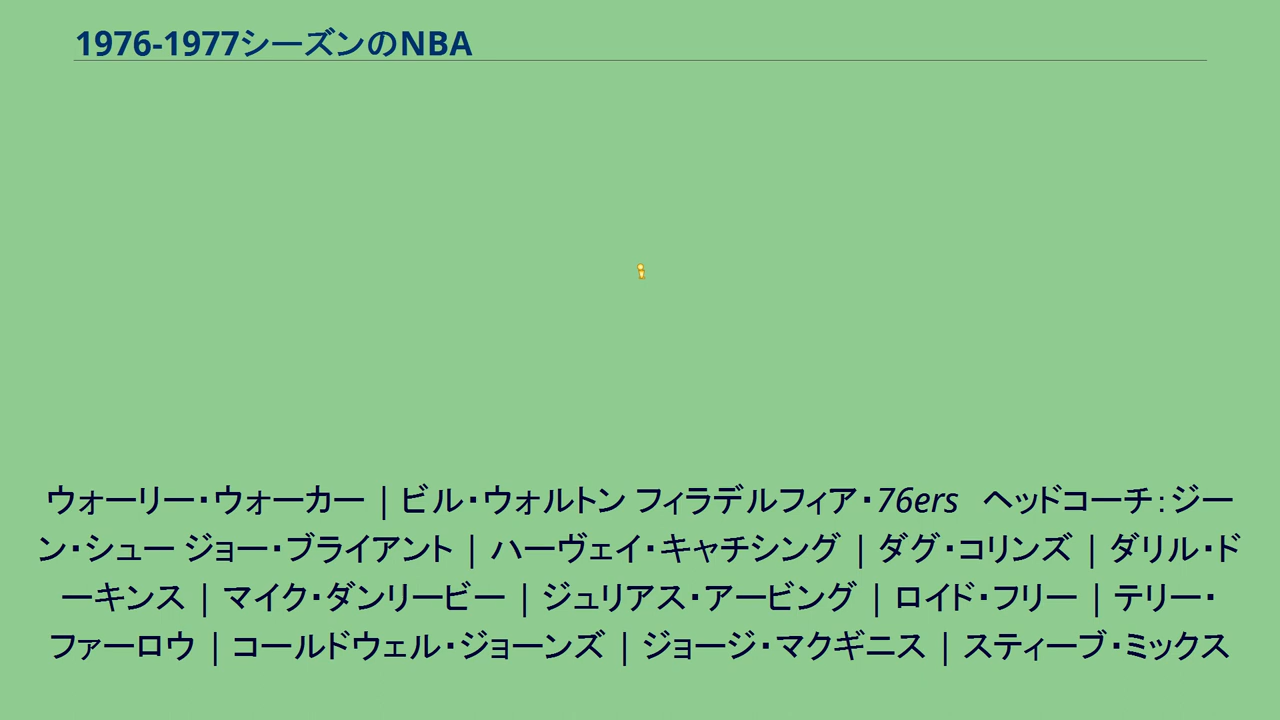 1976-1977シーズンのNBA
ウォーリー・ウォーカー | ビル・ウォルトン フィラデルフィア・76ers ヘッドコーチ：ジー
ン・シュー ジョー・ブライアント | ハーヴェイ・キャチシング | ダグ・コリンズ | ダリル・ド
ーキンス | マイク・ダンリービー | ジュリアス・アービング | ロイド・フリー | テリー・
ファーロウ | コールドウェル・ジョーンズ | ジョージ・マクギニス | スティーブ・ミックス